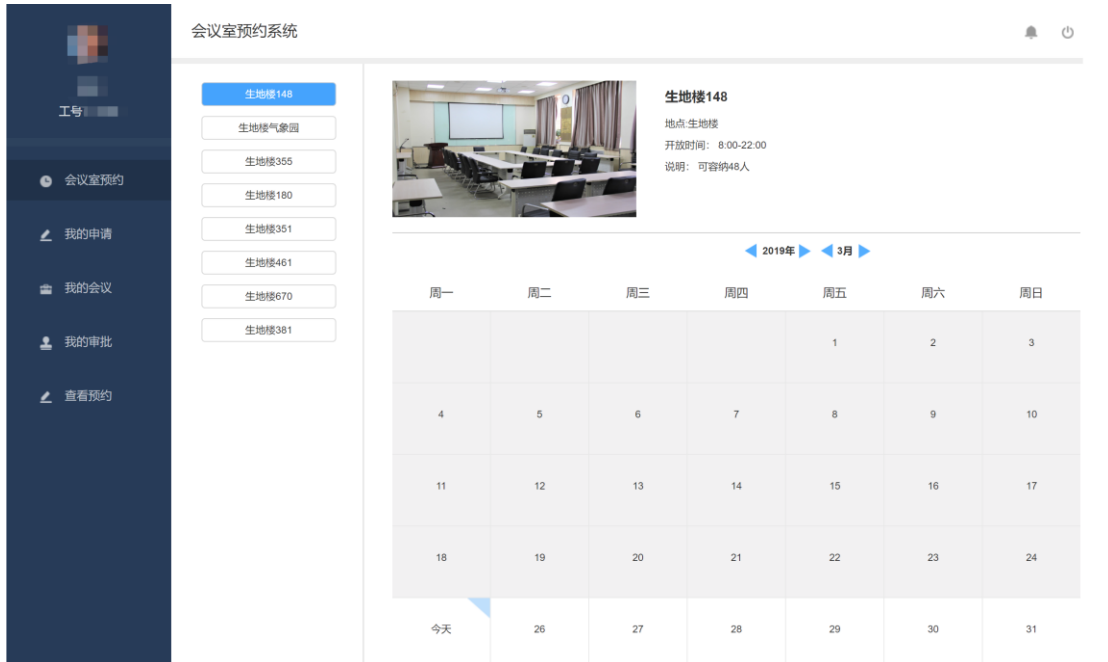 会议室预约系统
工号
会议室预约
我的申请
我的会议
我的审批
查看预约
生地楼148
生地楼气象园
生地楼355
生地楼180
生地楼351
生地楼461
生地楼670
生地楼381
生地楼148
地点:生地楼
开放时间： 8:00-22:00
说明： 可容纳48人
2019年 3月
周一 周二 周三 周四 周五 周六 周日
1 2 3
4 5 6 7 8 9 10
11 12 13 14 15 16 17
18 19 20 21 22 23 24
今天 26 27 28 29 30 31